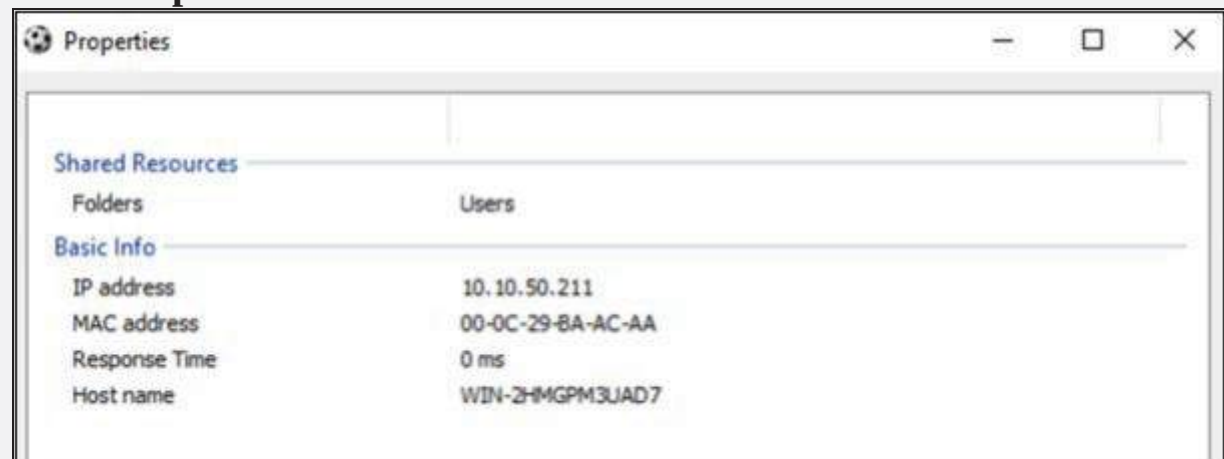 Properties
Shared Resources
Folders Users
Basic Info
IP address 10.10.50.211
MAC address 00-0C-29-BA-AC-AA
Response Time 0 ms
Host name WIN-2HMGPM3UAD7